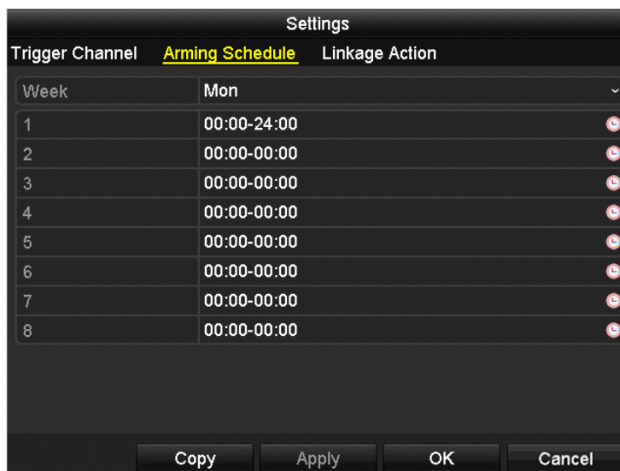 Settings
Trigger Channel Arming Schedule Linkage Action
Week Mon
1 00:00-24:00
2 00:00-00:00
3 00:00-00:00
4 00:00-00:00
5 00:00-00:00
6 00:00-00:00
7 00:00-00:00
8 00:00-00:00
Copy Apply OK Cancel